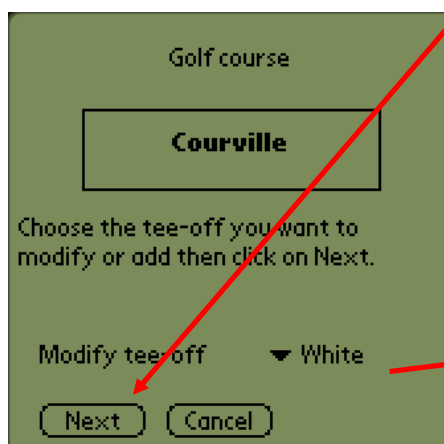 Golf course
Courville
Choose the tee-off you want to
modify or add then click on Next.
Modify tee-off White
Next Cancel